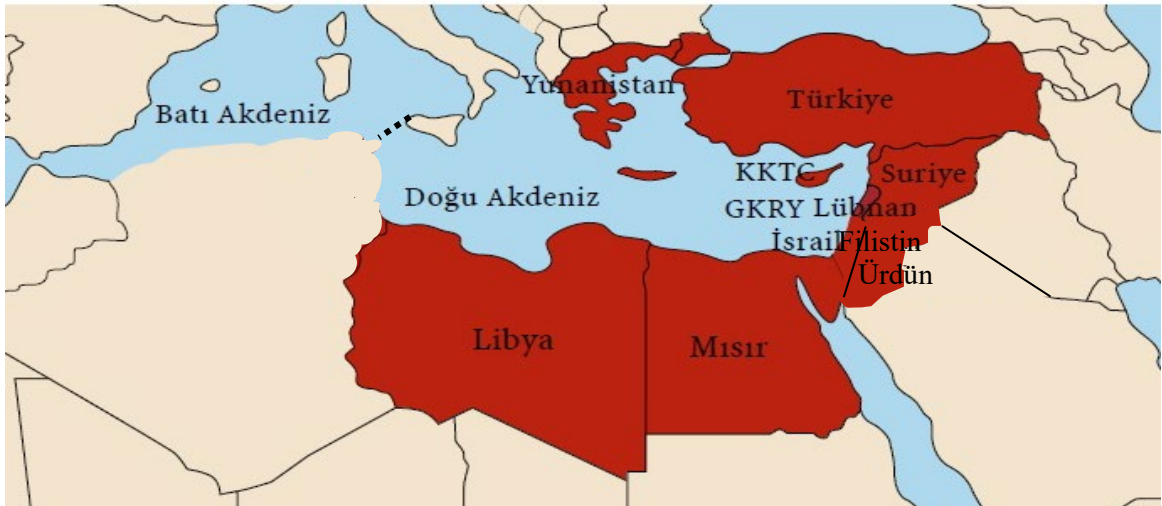 Yunanistan
Türkiye
Batı Akdeniz
KKTC
Suriye
Doğu Akdeniz
GKRY Lübnan
İsrail Filistin
Ürdün
Libya
Mısır